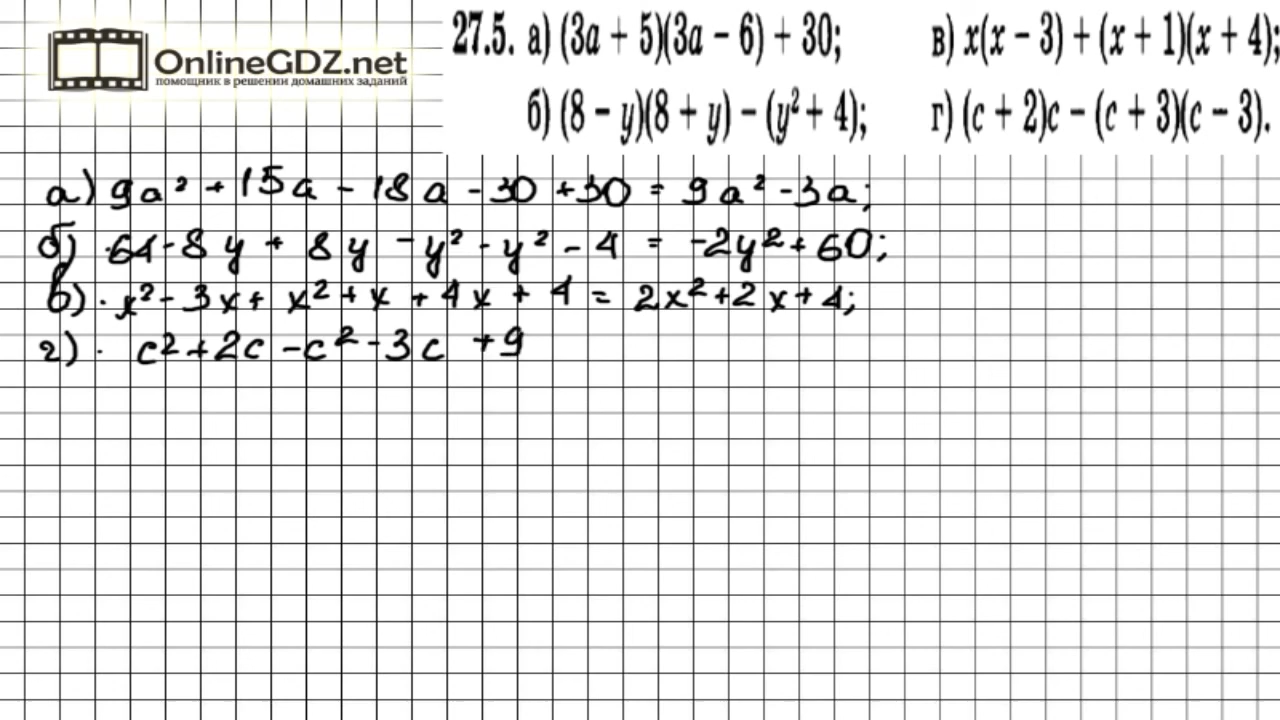 OnlineGDZ.net
помощник в решении домашних заданий
27.5. а) (3a + 5)(3a − 6) + 30;
в) x(x − 3) + (x + 1)(x + 4);
б) (8 − y)(8 + y) − (y² + 4);
г) (c + 2)c − (c + 3)(c − 3).
а) 9a² + 15a − 18a − 30 + 30 = 9a² − 3a;
б) 64 − 8y + 8y − y² − y² − 4 = −2y² + 60;
в) x² − 3x + x² + x + 4x + 4 = 2x² + 2x + 4;
г) c² + 2c − c² − 3c + 9